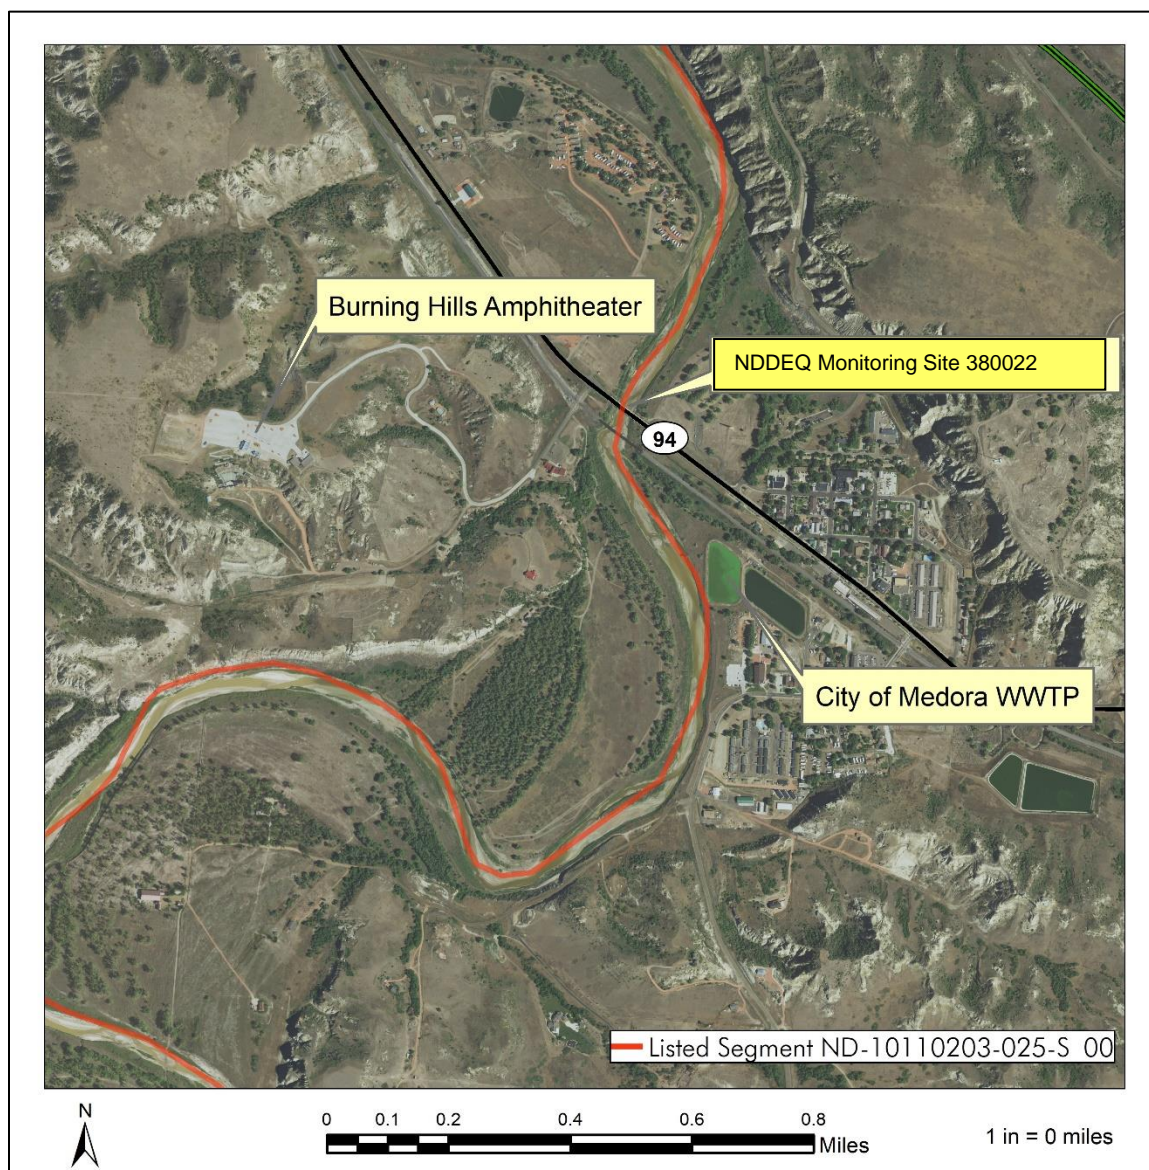 Burning Hills Amphitheater
NDDEQ Monitoring Site 380022
94
City of Medora WWTP
Listed Segment ND-10110203-025-S_00
N
0 0.1 0.2 0.4 0.6 0.8
Miles
1 in = 0 miles